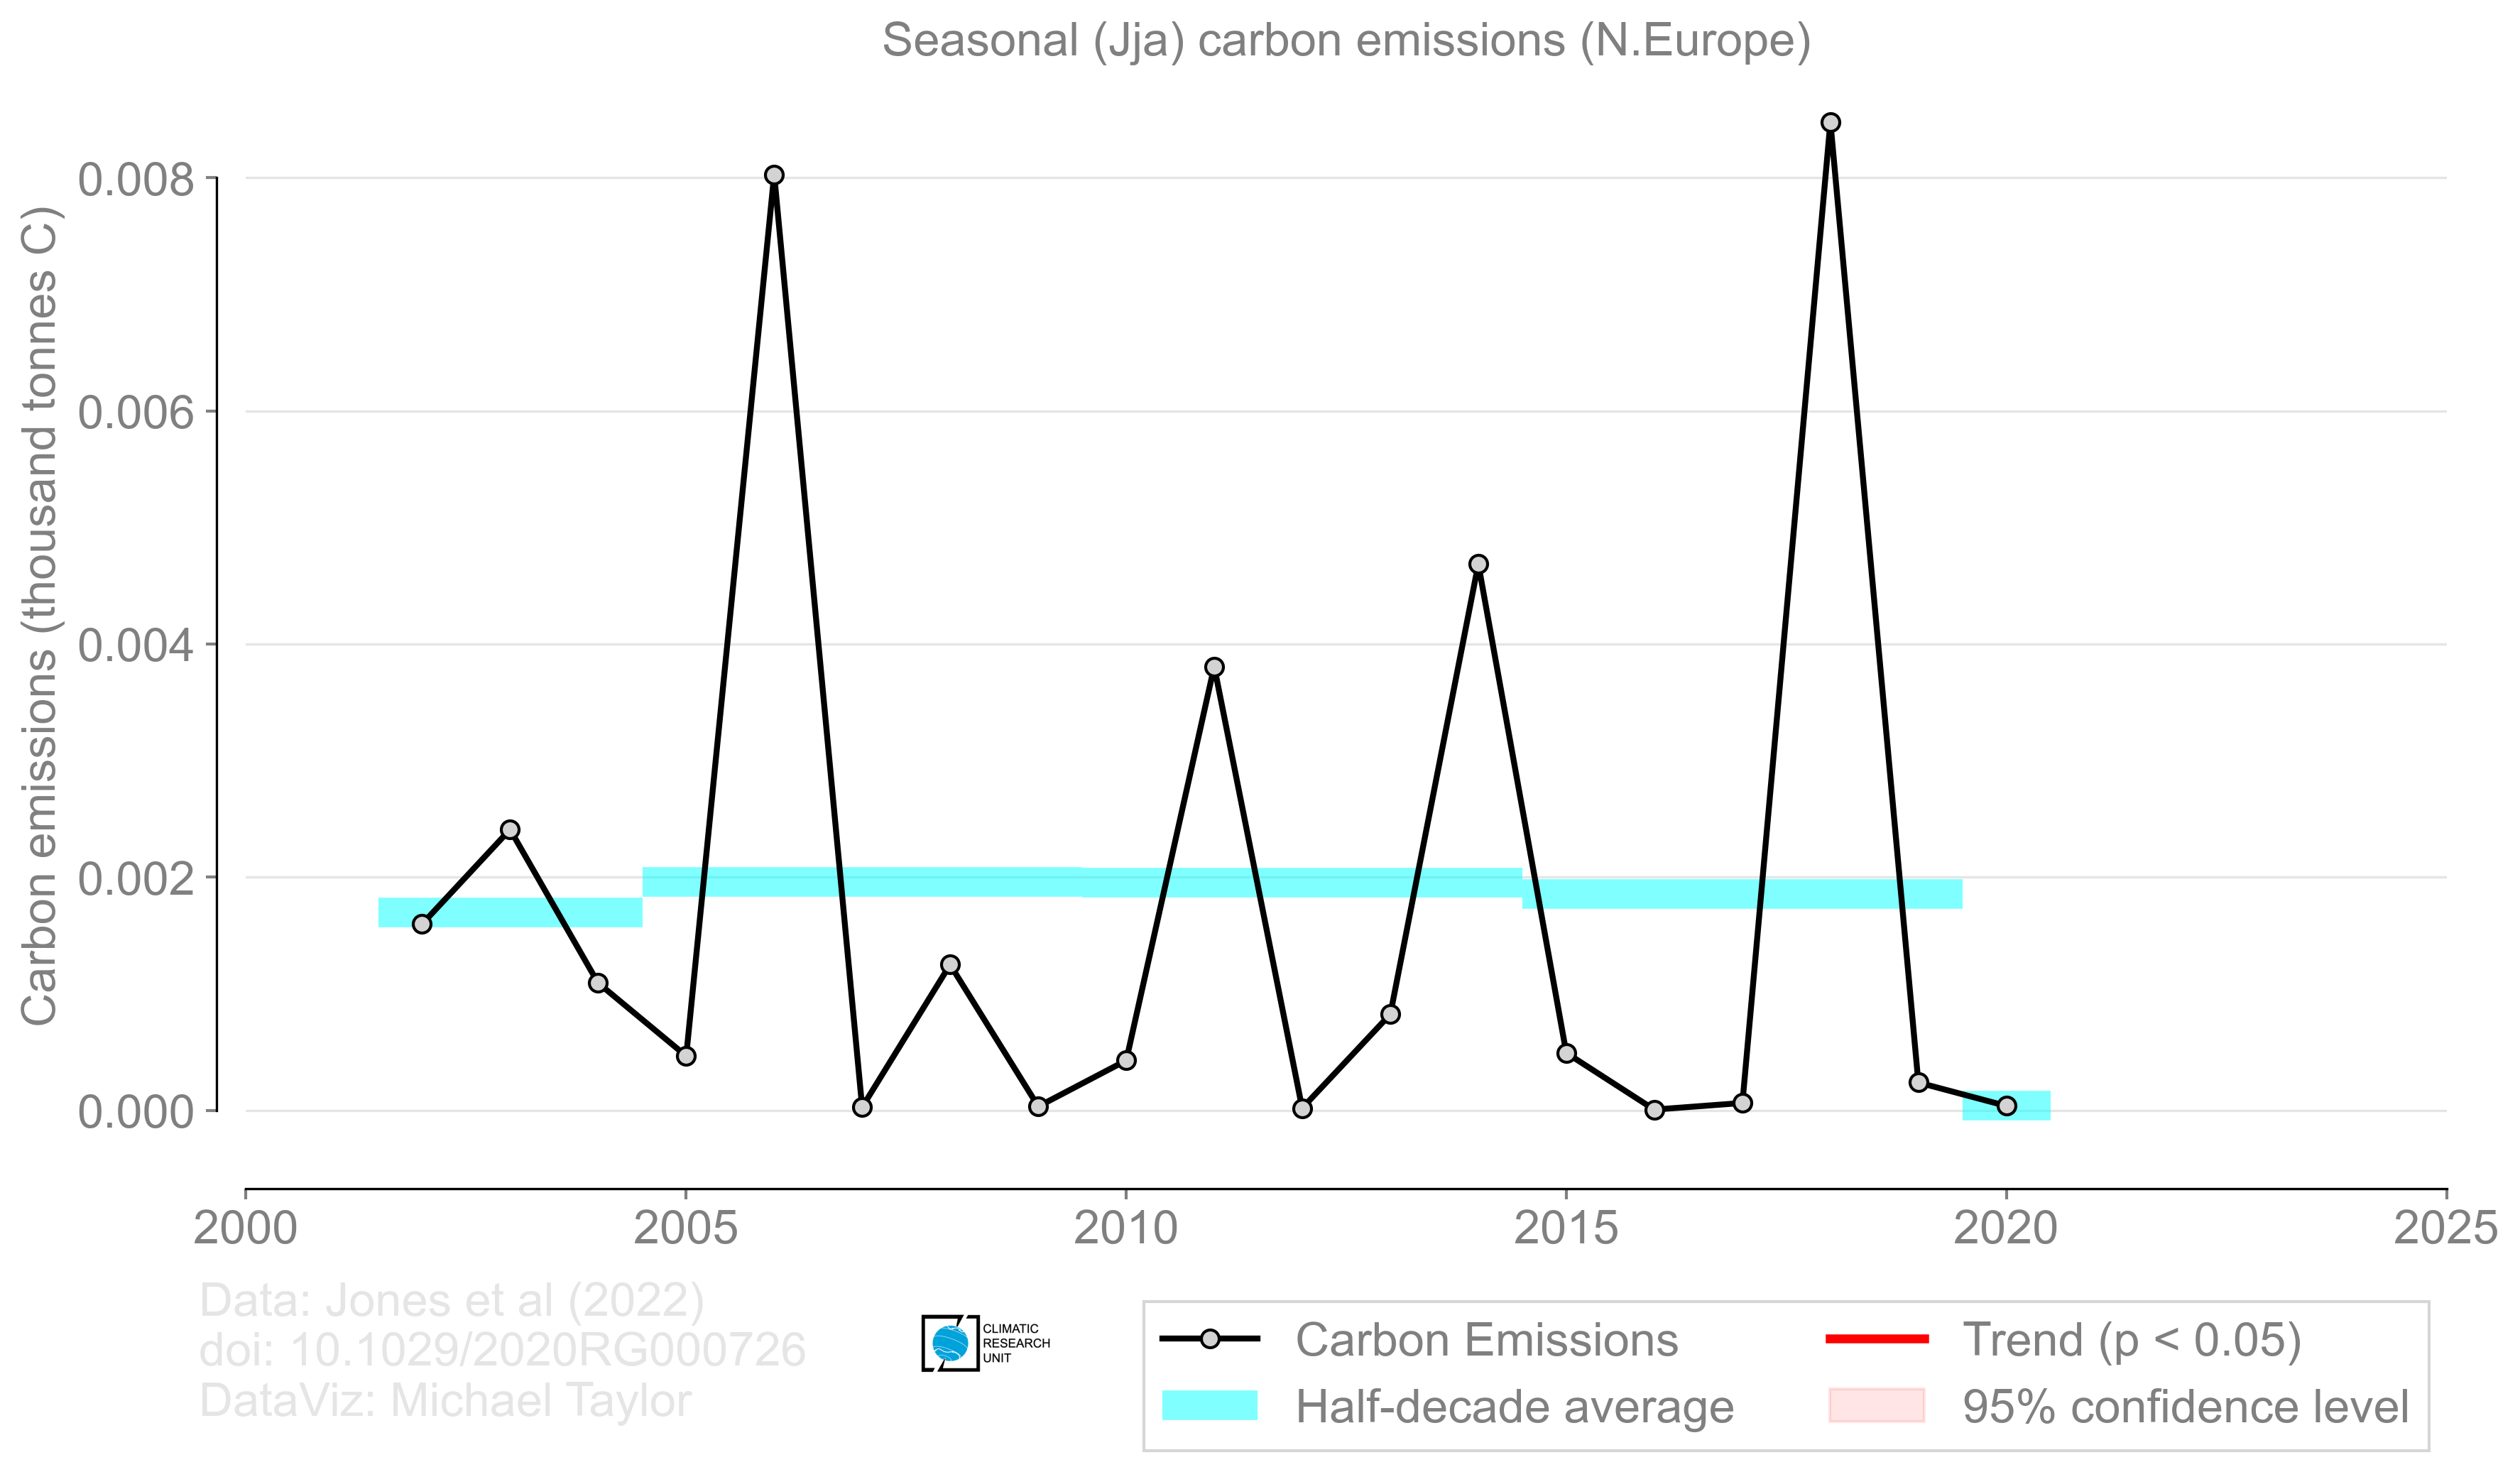 Seasonal (Jja) carbon emissions (N.Europe)
Carbon emissions (thousand tonnes C)
0.008
0.006
0.004
0.002
0.000
2000
2005
2010
2015
2020
2025
Data: Jones et al (2022)
doi: 10.1029/2020RG000726
DataViz: Michael Taylor
CLIMATIC
RESEARCH
UNIT
Carbon Emissions
Half-decade average
Trend (p < 0.05)
95% confidence level